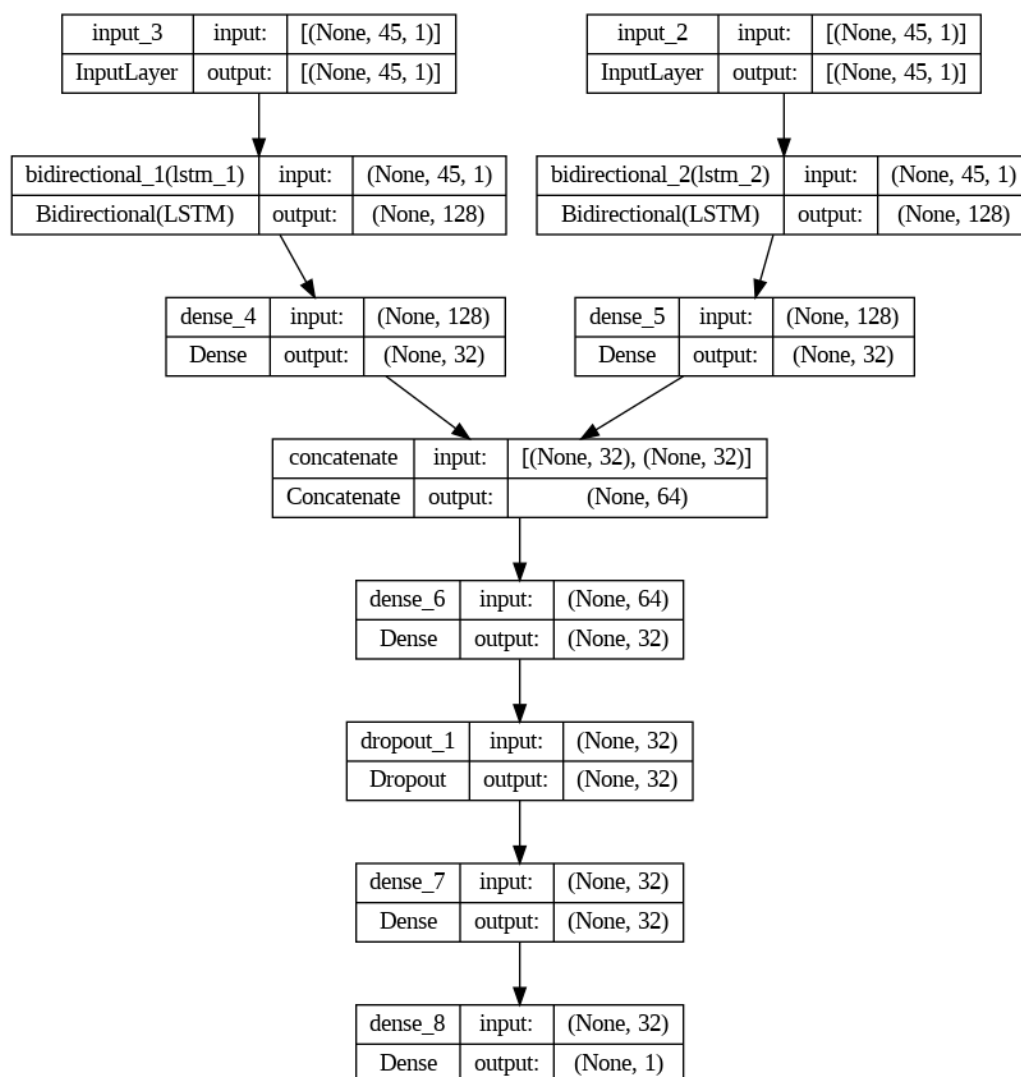 input_3 input: [(None, 45, 1)]
InputLayer output: [(None, 45, 1)]
input_2 input: [(None, 45, 1)]
InputLayer output: [(None, 45, 1)]
bidirectional_1(lstm_1) input: (None, 45, 1)
Bidirectional(LSTM) output: (None, 128)
bidirectional_2(lstm_2) input: (None, 45, 1)
Bidirectional(LSTM) output: (None, 128)
dense_4 input: (None, 128)
Dense output: (None, 32)
dense_5 input: (None, 128)
Dense output: (None, 32)
concatenate input: [(None, 32), (None, 32)]
Concatenate output: (None, 64)
dense_6 input: (None, 64)
Dense output: (None, 32)
dropout_1 input: (None, 32)
Dropout output: (None, 32)
dense_7 input: (None, 32)
Dense output: (None, 32)
dense_8 input: (None, 32)
Dense output: (None, 1)